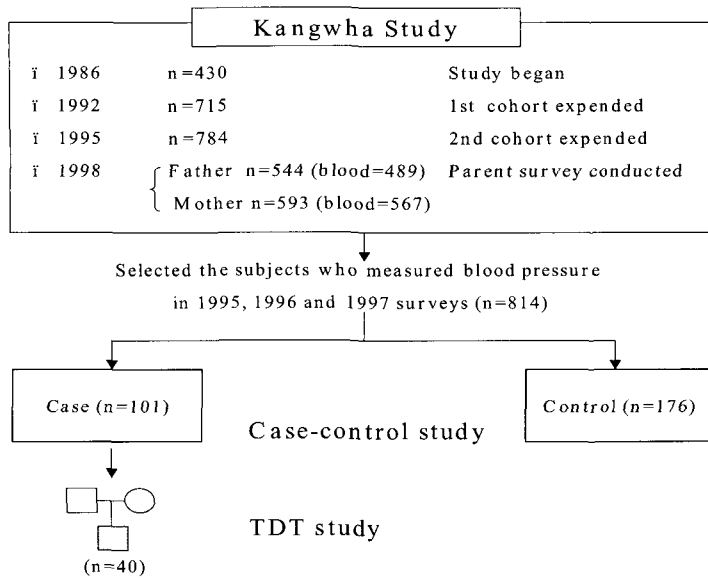 Kangwha Study
ï 1986 n=430 Study began
ï 1992 n=715 1st cohort expended
ï 1995 n=784 2nd cohort expended
ï 1998 Father n=544 (blood=489) Parent survey conducted
Mother n=593 (blood=567)
Selected the subjects who measured blood pressure
in 1995, 1996 and 1997 surveys (n=814)
Case (n=101) Control (n=176)
Case-control study
TDT study
(n=40)